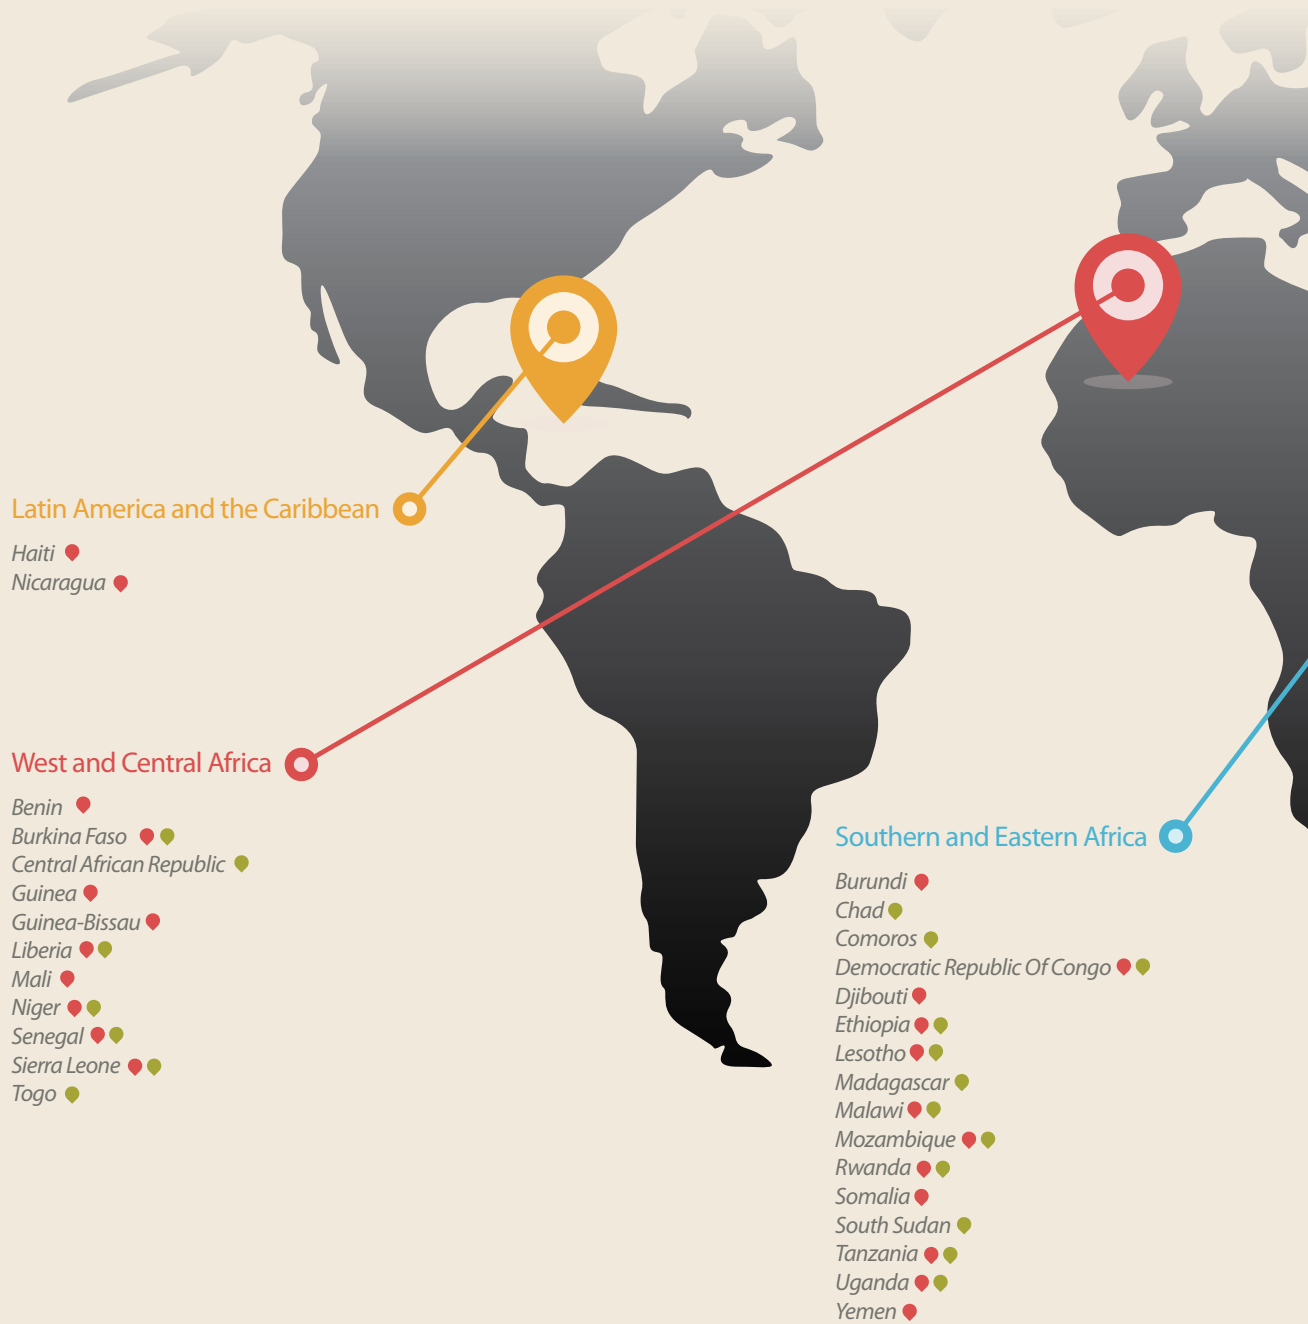 Latin America and the Caribbean
Haiti
Nicaragua
West and Central Africa
Benin
Burkina Faso
Central African Republic
Guinea
Guinea-Bissau
Liberia
Mali
Niger
Senegal
Sierra Leone
Togo
Southern and Eastern Africa
Burundi
Chad
Comoros
Democratic Republic Of Congo
Djibouti
Ethiopia
Lesotho
Madagascar
Malawi
Mozambique
Rwanda
Somalia
South Sudan
Tanzania
Uganda
Yemen